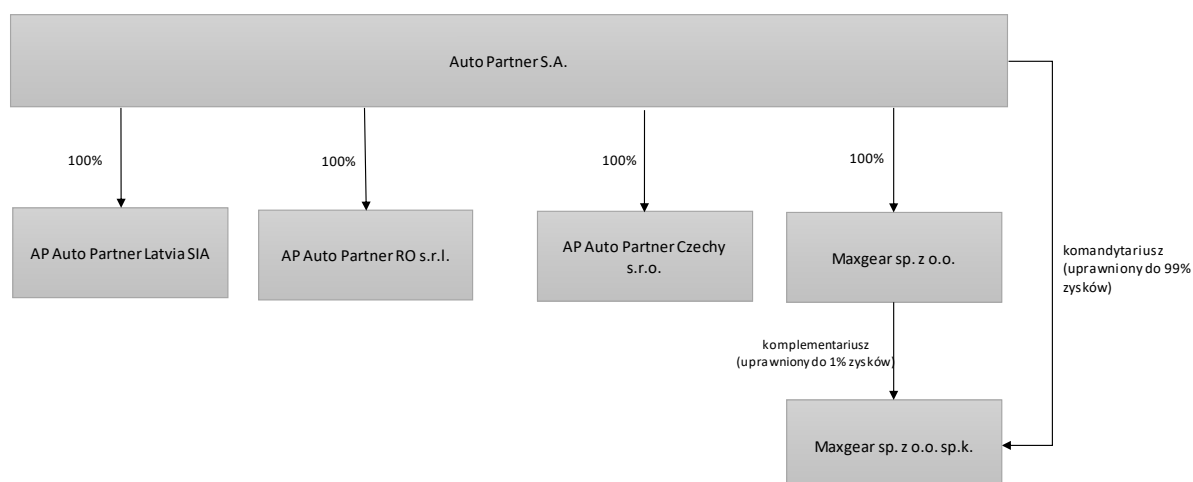 Auto Partner S.A.
100%
100%
100%
100%
AP Auto Partner Latvia SIA
AP Auto Partner RO s.r.l.
AP Auto Partner Czechy
s.r.o.
Maxgear sp. z o.o.
komandytariusz
(uprawniony do 99%
zysków)
komplementariusz
(uprawniony do 1% zysków)
Maxgear sp. z o.o. sp.k.